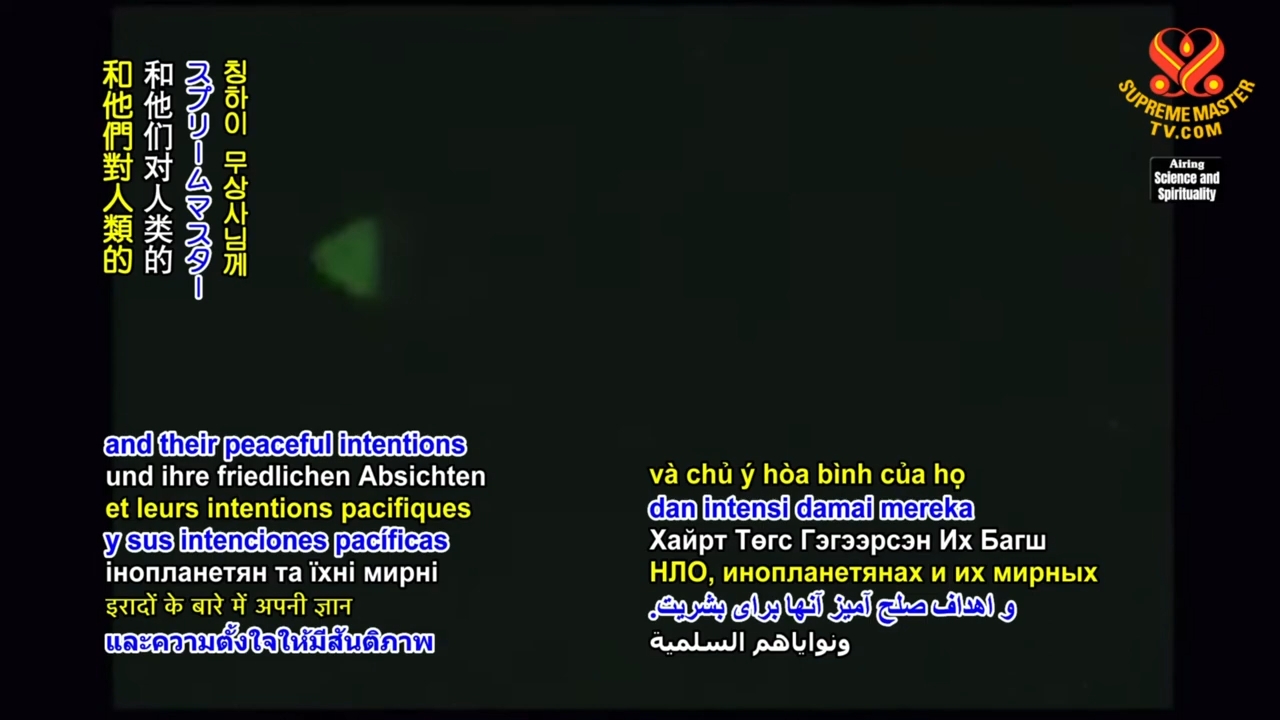 和他們對人類的
和他们对人类的
スプリームマスター
칭하이 무상사님께
SUPREME MASTER
TV.COM
Airing
Science and
Spirituality
and their peaceful intentions
und ihre friedlichen Absichten
et leurs intentions pacifiques
y sus intenciones pacíficas
інопланетян та їхні мирні
इरादों के बारे में अपनी ज्ञान
และความตั้งใจให้มีสันติภาพ
và chủ ý hòa bình của họ
dan intensi damai mereka
Хайрт Төгс Гэгээрсэн Их Багш
НЛО, инопланетянах и их мирных
و اهداف صلح آمیز آنها برای بشریت.
ونواياهم السلمية